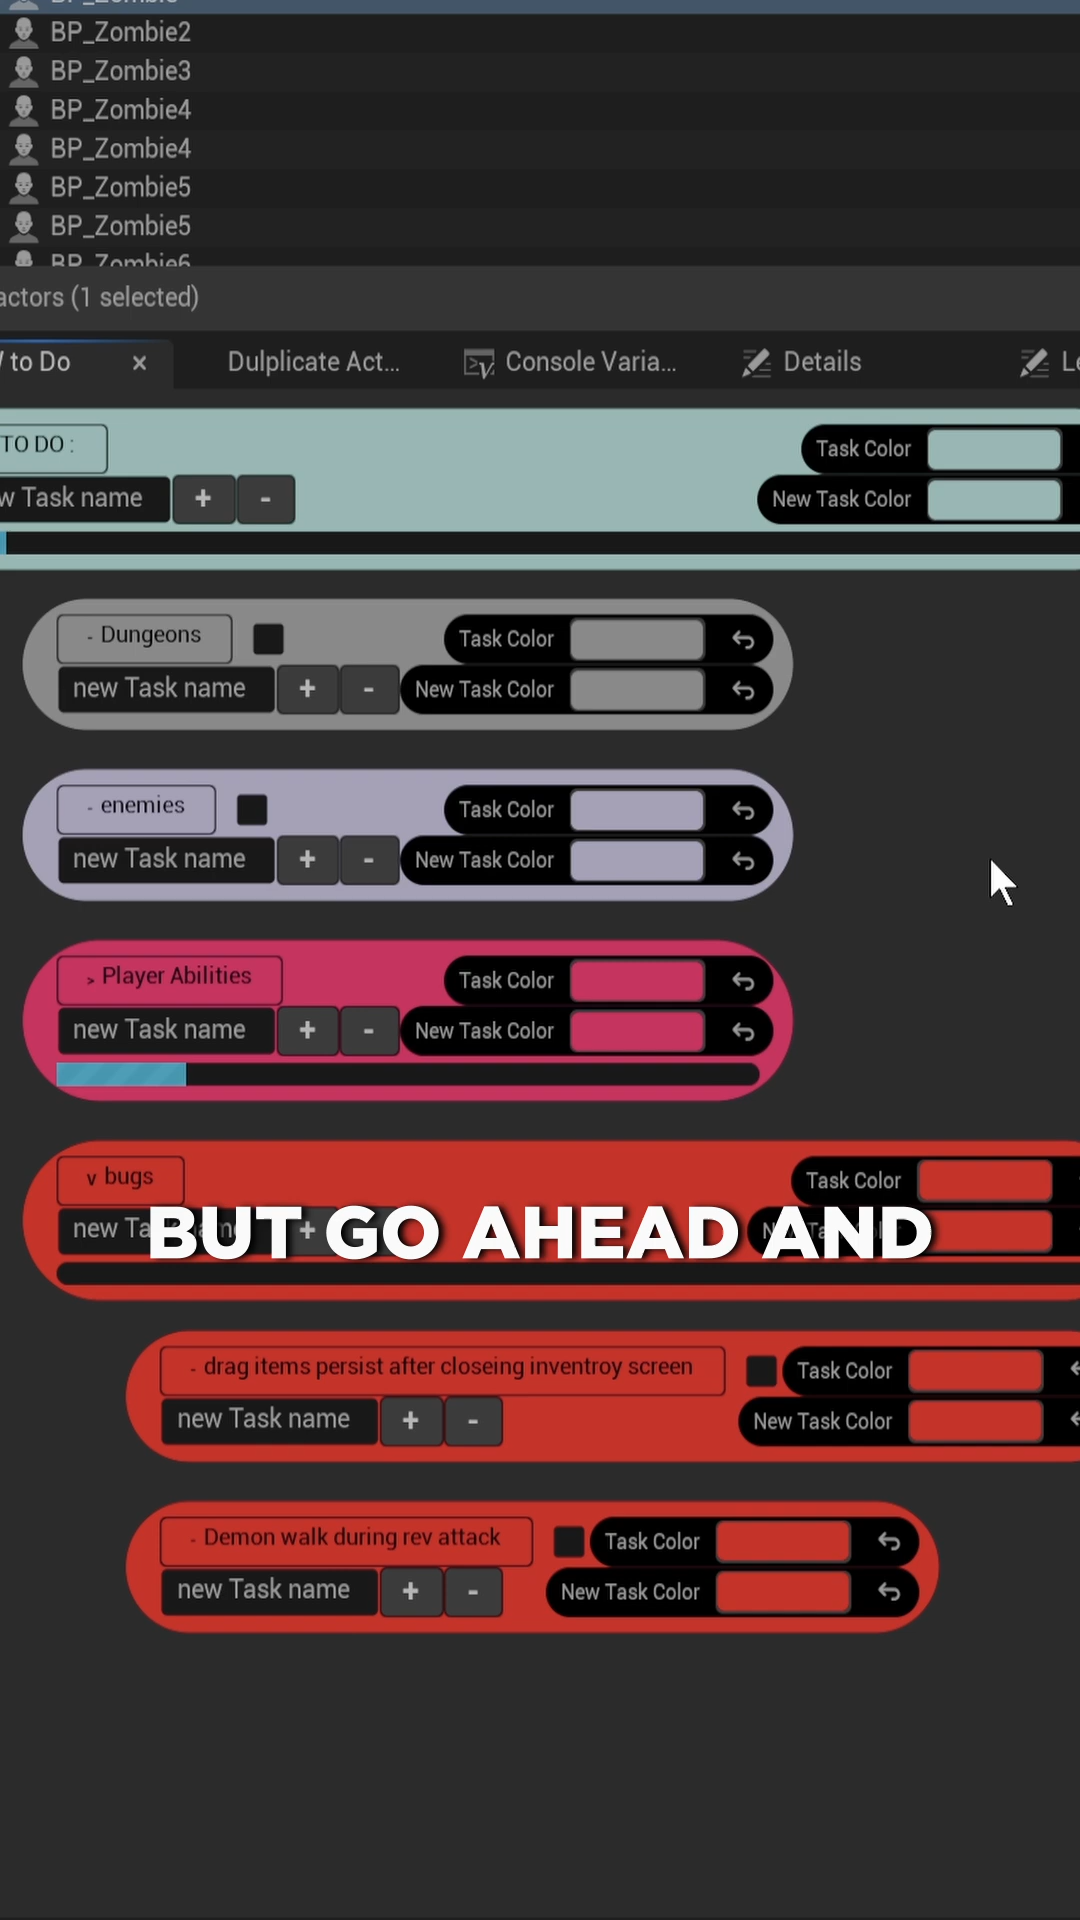 BP_Zombie2
BP_Zombie3
BP_Zombie4
BP_Zombie4
BP_Zombie5
BP_Zombie5
BP_Zombie6
actors (1 selected)
to Do × Dulplicate Act... Console Varia... Details
TO DO : Task Color
Task name + - New Task Color
- Dungeons Task Color
new Task name + - New Task Color
- enemies Task Color
new Task name + - New Task Color
> Player Abilities Task Color
new Task name + - New Task Color
v bugs Task Color
new Task name +
BUT GO AHEAD AND
- drag items persist after closeing inventroy screen Task Color
new Task name + - New Task Color
- Demon walk during rev attack Task Color
new Task name + - New Task Color